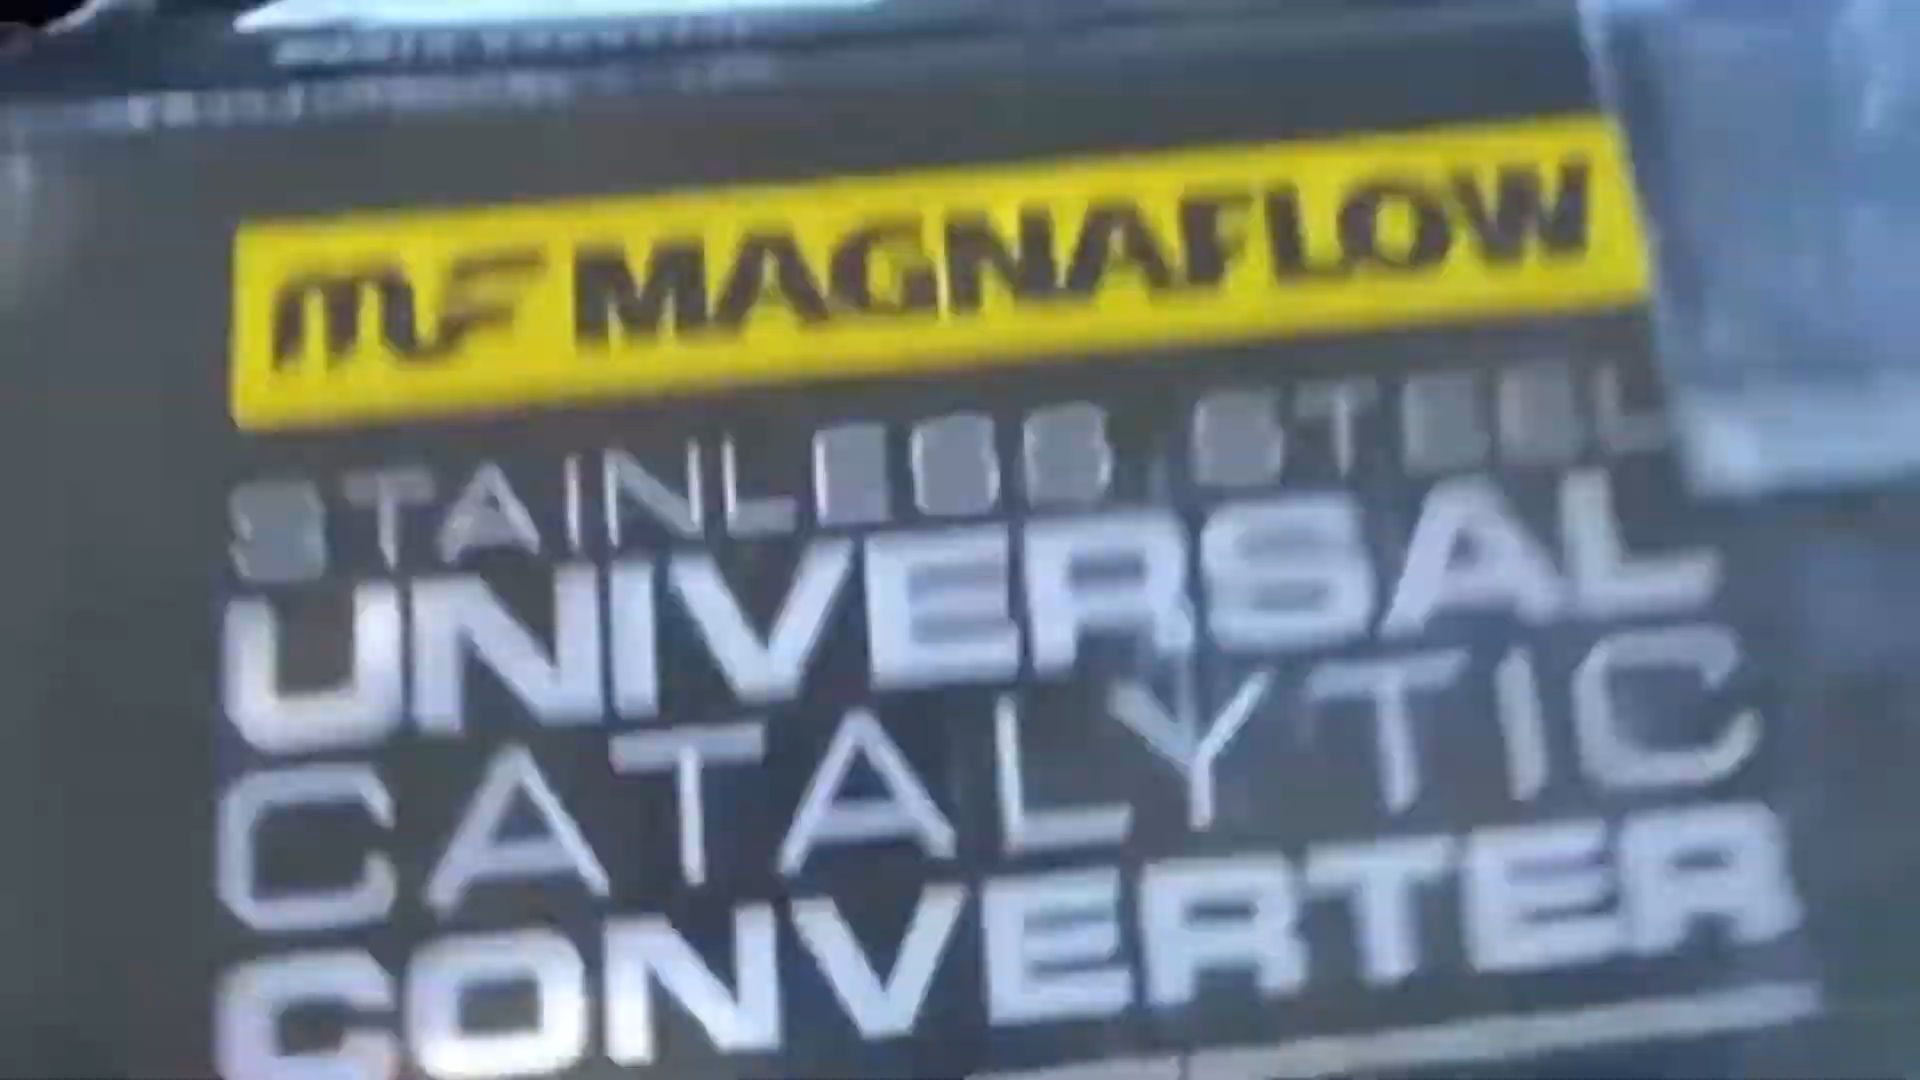 MF MAGNAFLOW
STAINLESS STEEL
UNIVERSAL
CATALYTIC
CONVERTER